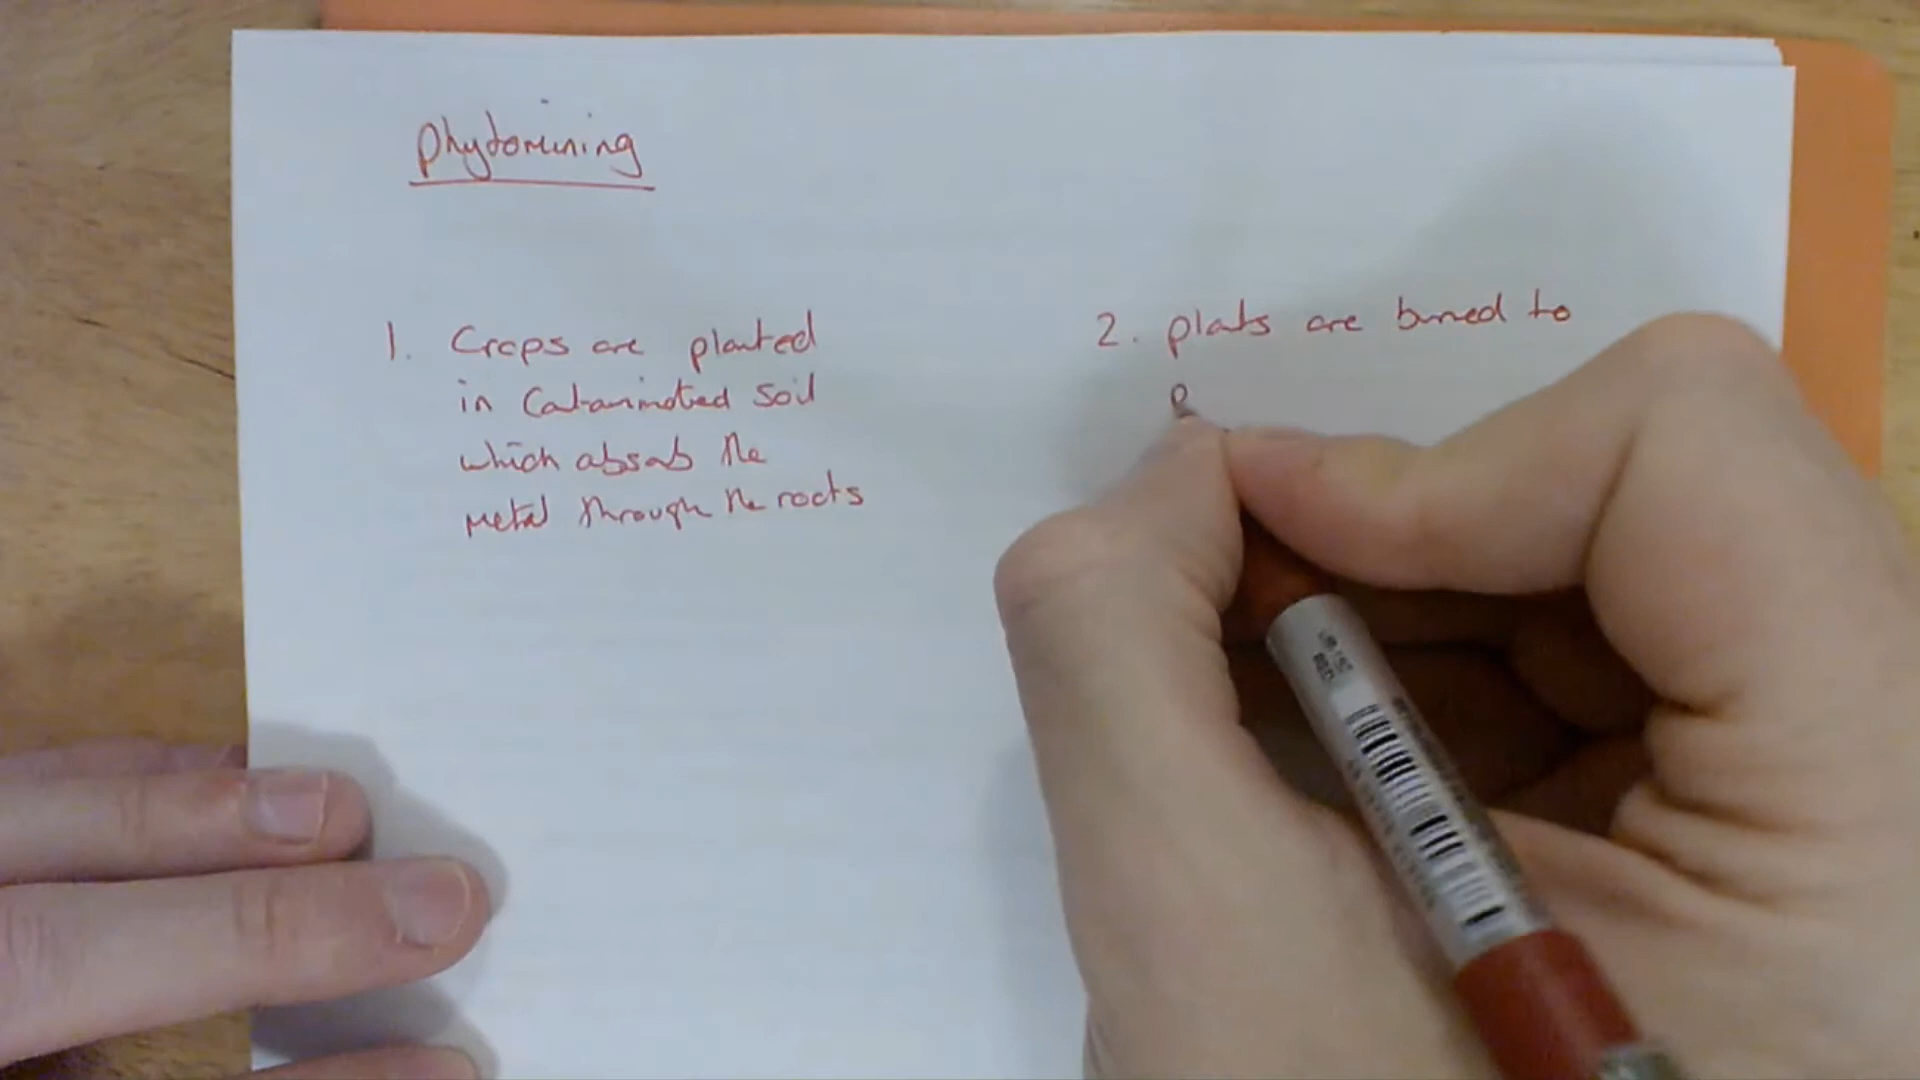 Phytomining
1. Crops are planted
in Contaminated Soil
which absorb the
metal through the roots
2. plants are burned to
P